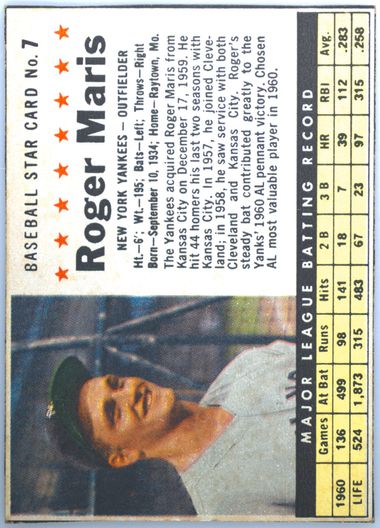 BASEBALL STAR CARD No. 7
★ ★ ★ ★ ★ ★ ★
Roger Maris
NEW YORK YANKEES – OUTFIELDER
Ht.–6'; Wt.–195; Bats–Left; Throws–Right
Born–September 10, 1934; Home–Raytown, Mo.
The Yankees acquired Roger Maris from
Kansas City on December 17, 1959. He
hit 44 homers his last two seasons with
Kansas City. In 1957, he joined Cleve-
land; in 1958, he saw service with both
Cleveland and Kansas City. Roger's
steady bat contributed greatly to the
Yanks' 1960 AL pennant victory. Chosen
AL most valuable player in 1960.
MAJOR LEAGUE BATTING RECORD
Games At Bat Runs Hits 2 B 3 B HR RBI Avg.
1960 136 499 98 141 18 7 39 112 .283
LIFE 524 1,873 315 483 67 23 97 315 .258